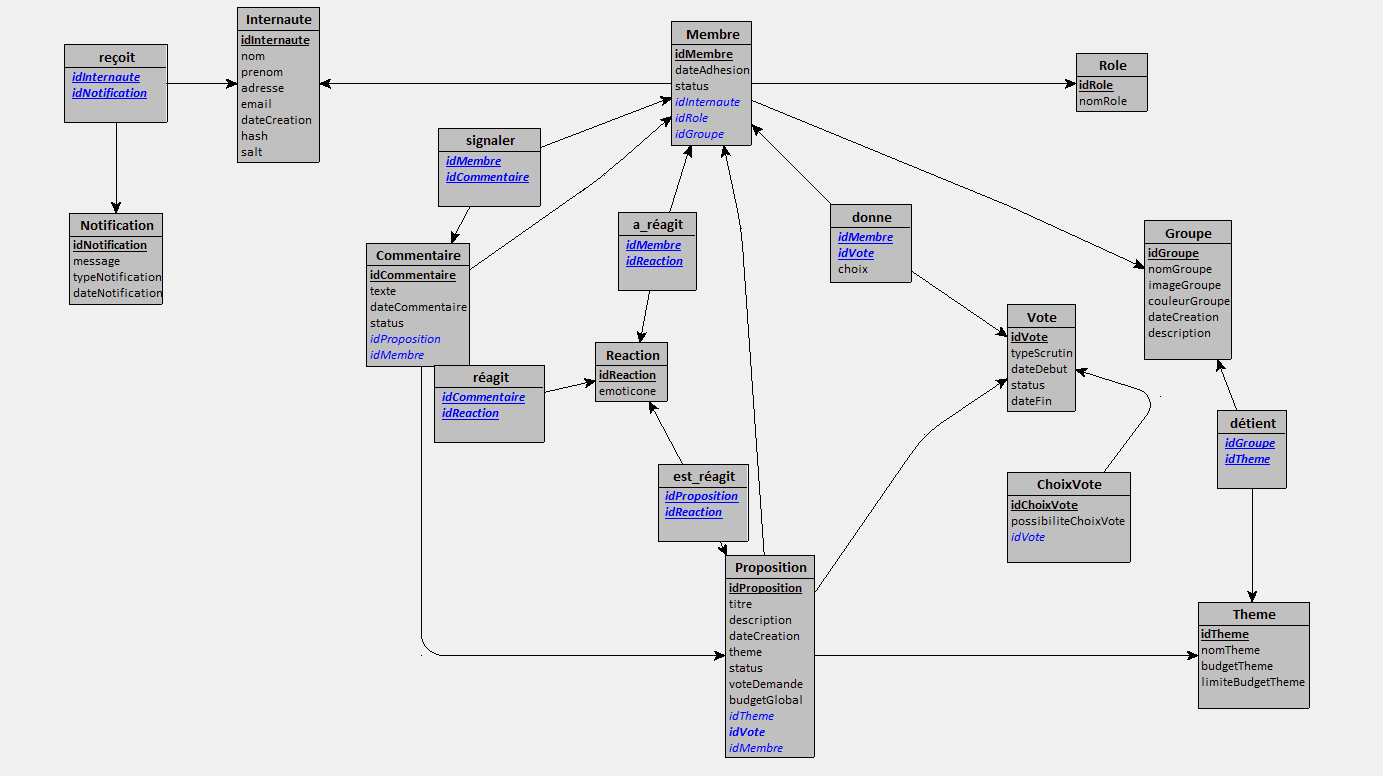 reçoit
idInternaute
idNotification
Internaute
idInternaute
nom
prenom
adresse
email
dateCreation
hash
salt
Membre
idMembre
dateAdhesion
status
idInternaute
idRole
idGroupe
Role
idRole
nomRole
signaler
idMembre
idCommentaire
Notification
idNotification
message
typeNotification
dateNotification
Commentaire
idCommentaire
texte
dateCommentaire
status
idProposition
idMembre
a_réagit
idMembre
idReaction
donne
idMembre
idVote
choix
Groupe
idGroupe
nomGroupe
imageGroupe
couleurGroupe
dateCreation
description
Vote
idVote
typeScrutin
dateDebut
status
dateFin
Reaction
idReaction
emoticone
réagit
idCommentaire
idReaction
détient
idGroupe
idTheme
est_réagit
idProposition
idReaction
ChoixVote
idChoixVote
possibiliteChoixVote
idVote
Proposition
idProposition
titre
description
dateCreation
theme
status
voteDemande
budgetGlobal
idTheme
idVote
idMembre
Theme
idTheme
nomTheme
budgetTheme
limiteBudgetTheme